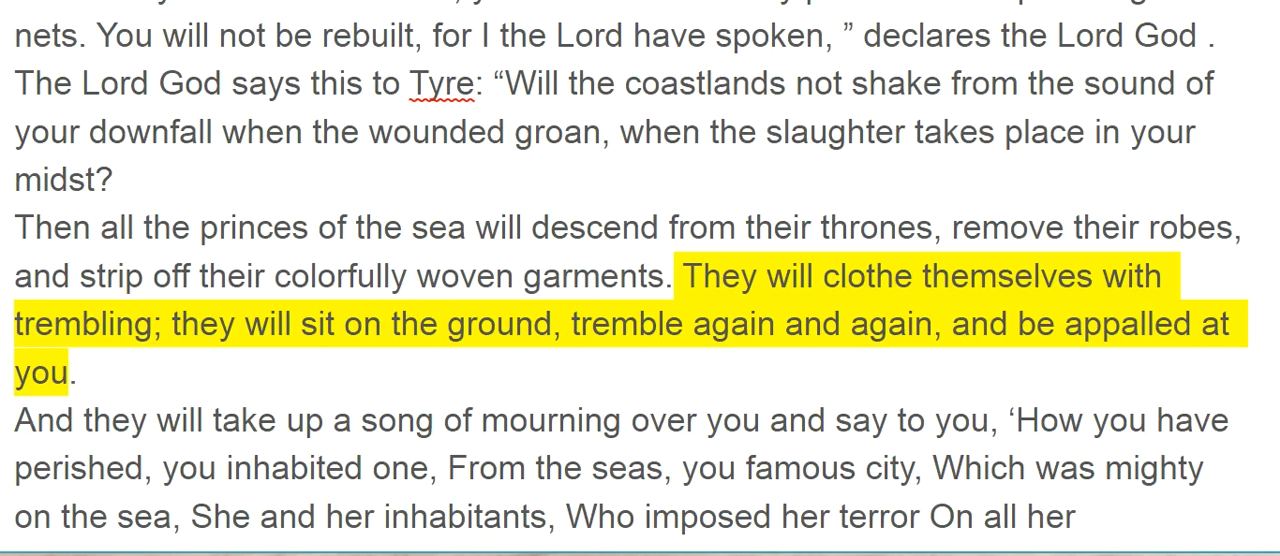 nets. You will not be rebuilt, for I the Lord have spoken, ” declares the Lord God .
The Lord God says this to Tyre: “Will the coastlands not shake from the sound of
your downfall when the wounded groan, when the slaughter takes place in your
midst?
Then all the princes of the sea will descend from their thrones, remove their robes,
and strip off their colorfully woven garments. They will clothe themselves with
trembling; they will sit on the ground, tremble again and again, and be appalled at
you.
And they will take up a song of mourning over you and say to you, ‘How you have
perished, you inhabited one, From the seas, you famous city, Which was mighty
on the sea, She and her inhabitants, Who imposed her terror On all her